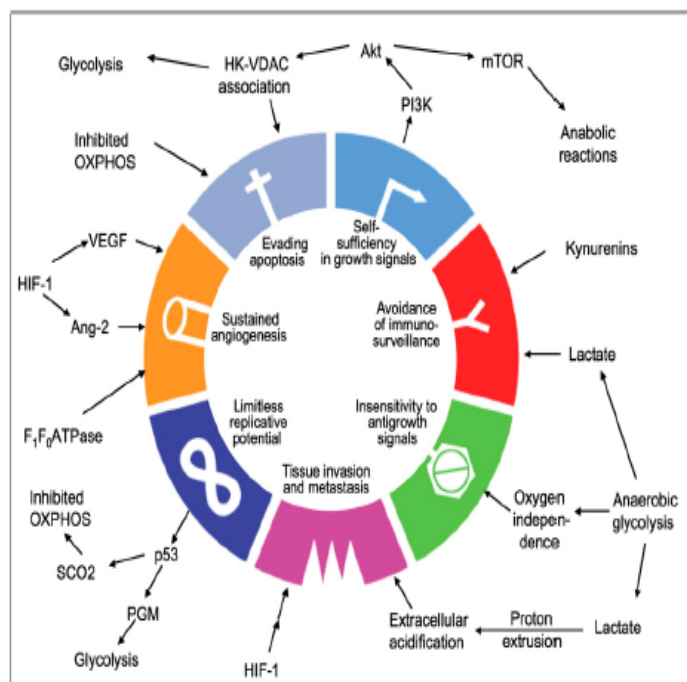 Glycolysis
HK-VDAC
association
Akt
mTOR
PI3K
Anabolic
reactions
Inhibited
OXPHOS
Evading
apoptosis
Self-
sufficiency
in growth signals
VEGF
HIF-1
Ang-2
Sustained
angiogenesis
Avoidance
of immuno-
surveillance
Kynurenins
Lactate
F₁F₀ATPase
Limitless
replicative
potential
Insensitivity to
antigrowth
signals
Tissue invasion
and metastasis
Inhibited
OXPHOS
SCO2
p53
PGM
Glycolysis
HIF-1
Oxygen
indepen-
dence
Anaerobic
glycolysis
Extracellular
acidification
Proton
extrusion
Lactate